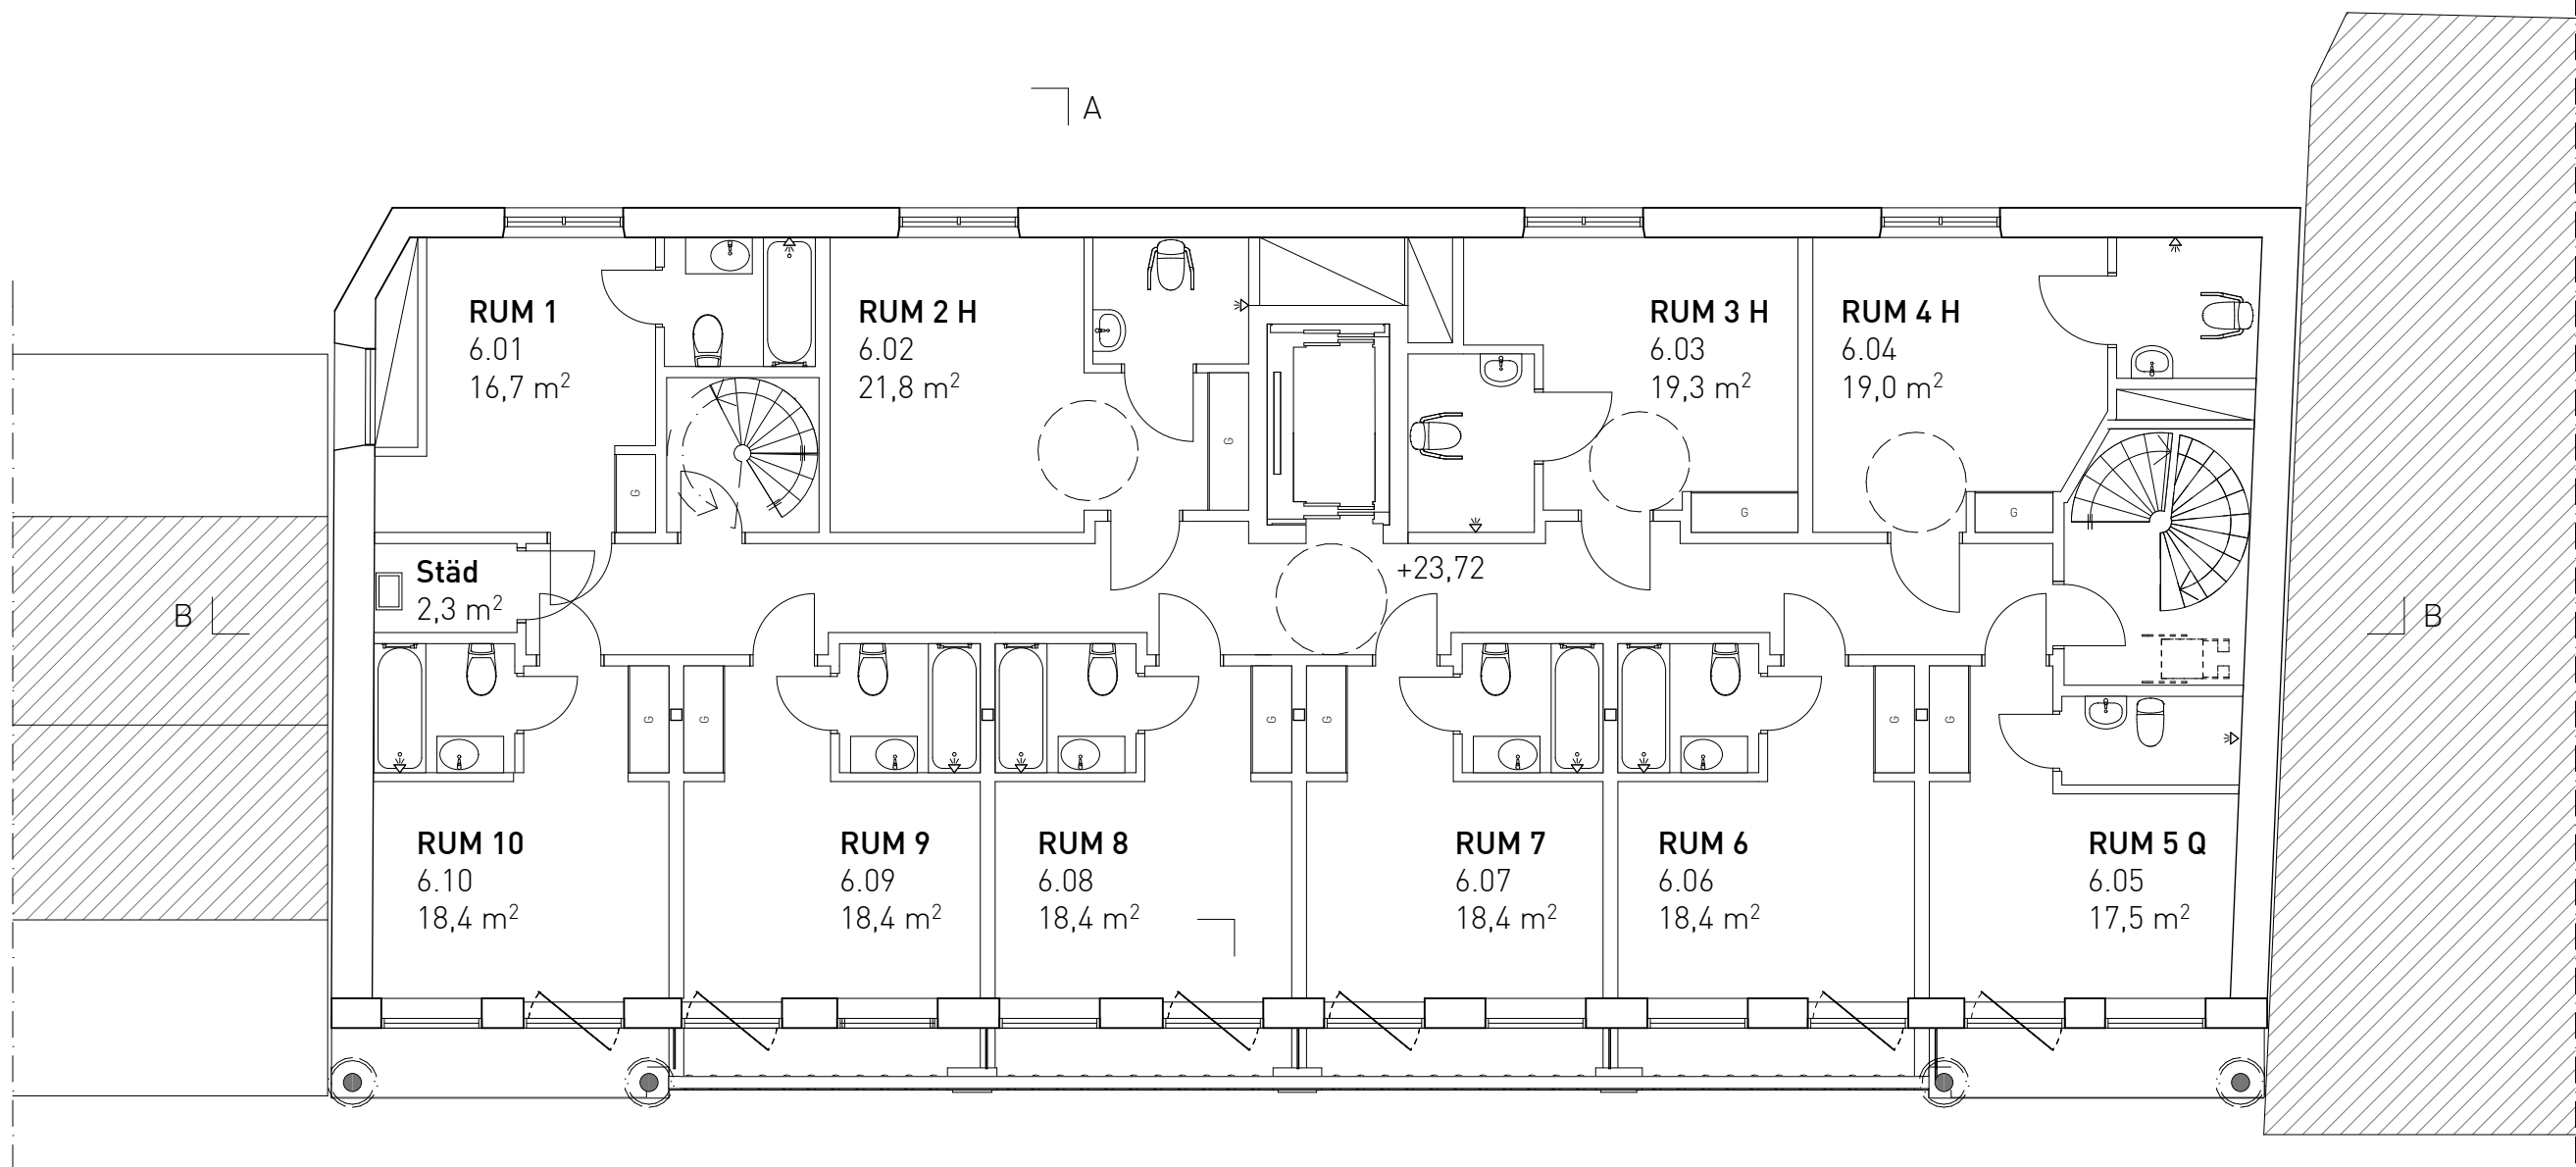 A
RUM 1
6.01
16,7 m²
RUM 2 H
6.02
21,8 m²
RUM 3 H
6.03
19,3 m²
RUM 4 H
6.04
19,0 m²
G
G
G
G
Städ
2,3 m²
+23,72
B
B
G
G
G
G
G
G
RUM 10
6.10
18,4 m²
RUM 9
6.09
18,4 m²
RUM 8
6.08
18,4 m²
RUM 7
6.07
18,4 m²
RUM 6
6.06
18,4 m²
RUM 5 Q
6.05
17,5 m²